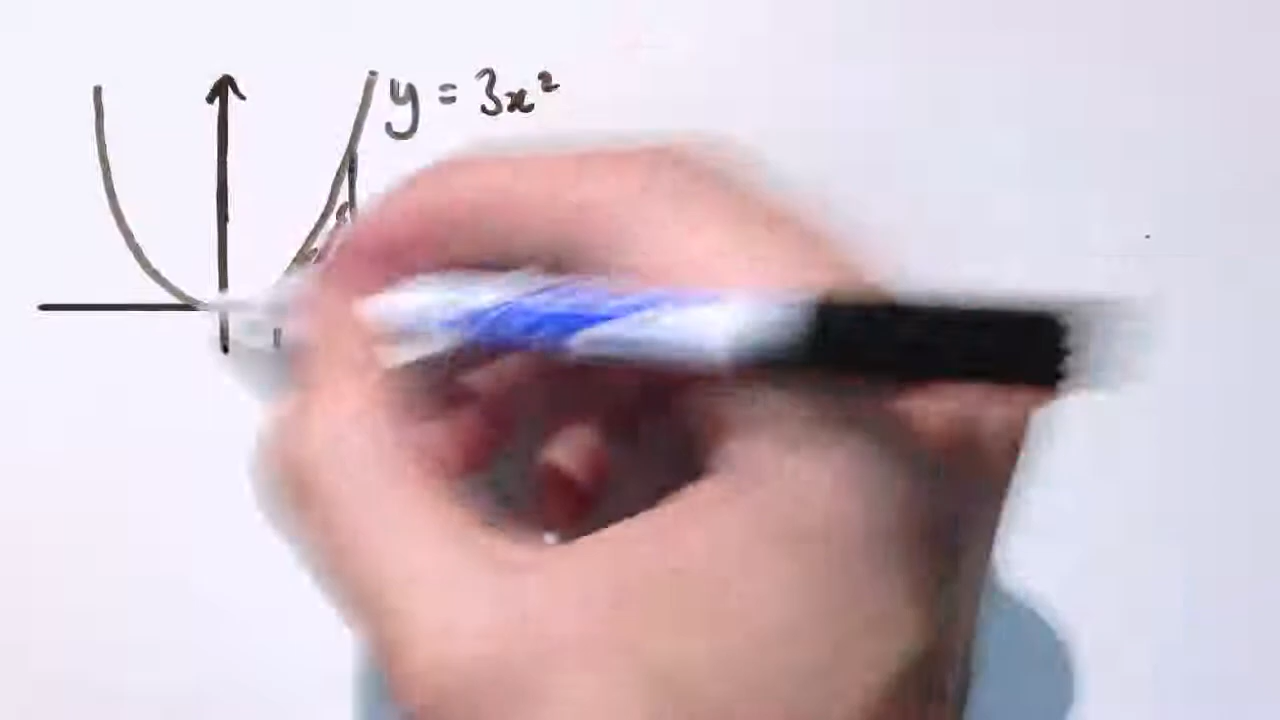 y = 3x²